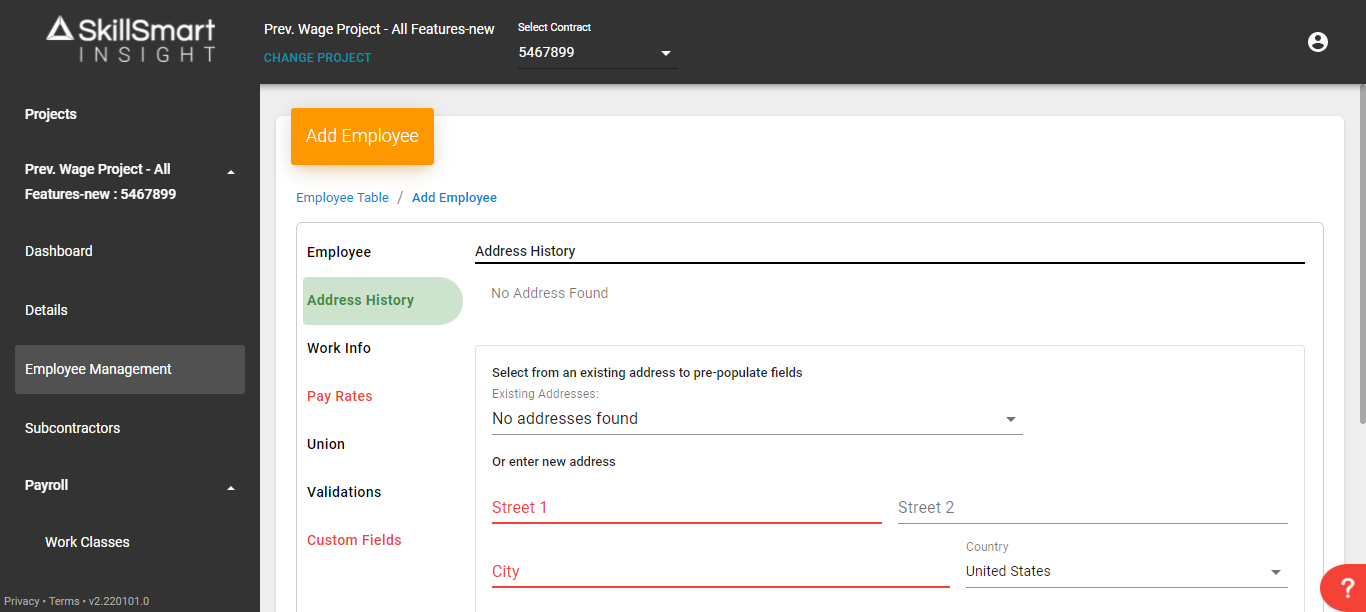 SkillSmart
INSIGHT
Prev. Wage Project - All Features-new
CHANGE PROJECT
Select Contract
5467899
Projects
Prev. Wage Project - All
Features-new : 5467899
Dashboard
Details
Employee Management
Subcontractors
Payroll
Work Classes
Privacy • Terms • v2.220101.0
Add Employee
Employee Table / Add Employee
Employee
Address History
Work Info
Pay Rates
Union
Validations
Custom Fields
Address History
No Address Found
Select from an existing address to pre-populate fields
Existing Addresses:
No addresses found
Or enter new address
Street 1
Street 2
City
Country
United States
?